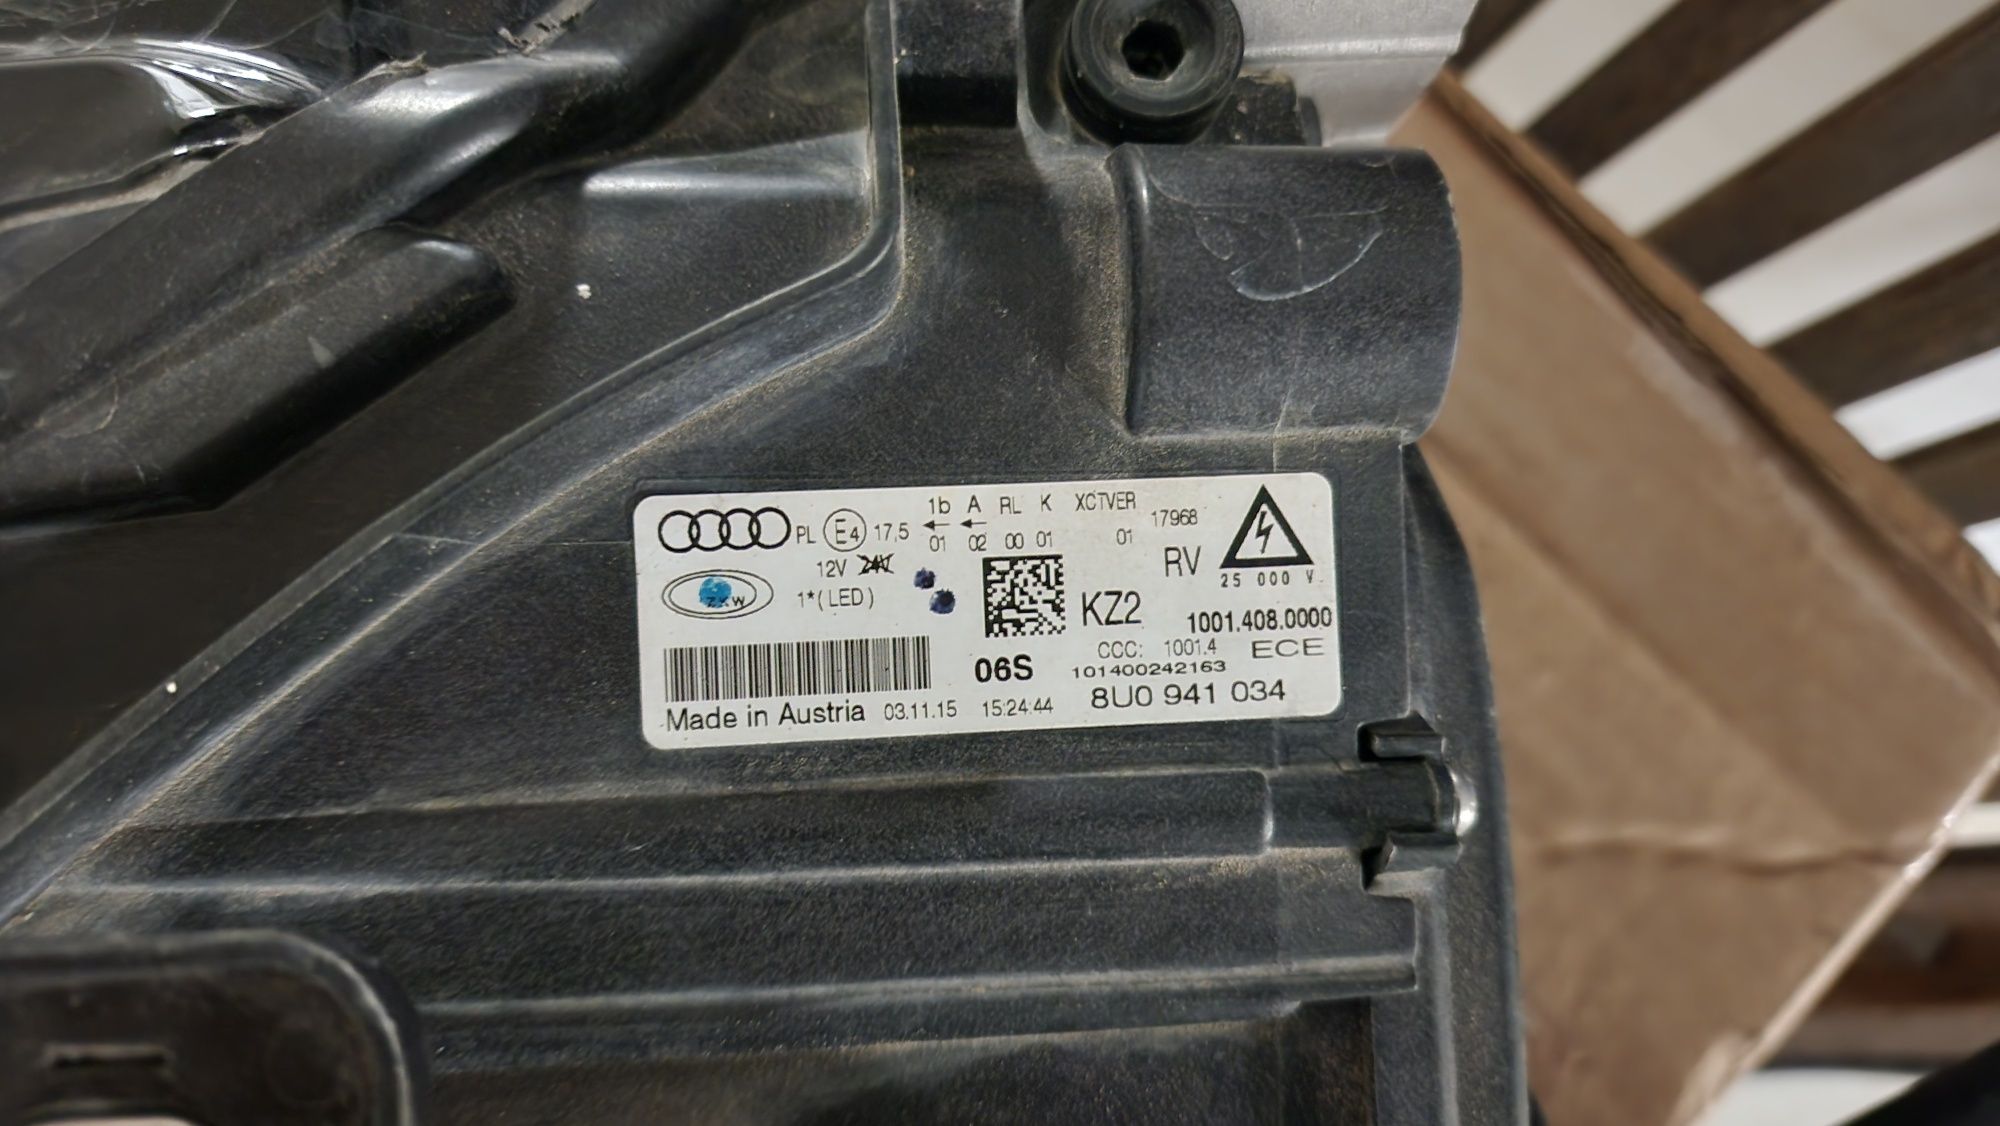 1b A RL K XCTVER
PL E4 17,5 01 02 00 01 01 17968
12V 24V RV 25 000 V
ZKW 1*(LED) KZ2 1001.408.0000
CCC: 1001.4 ECE
06S 101400242163
Made in Austria 03.11.15 15:24:44 8U0 941 034